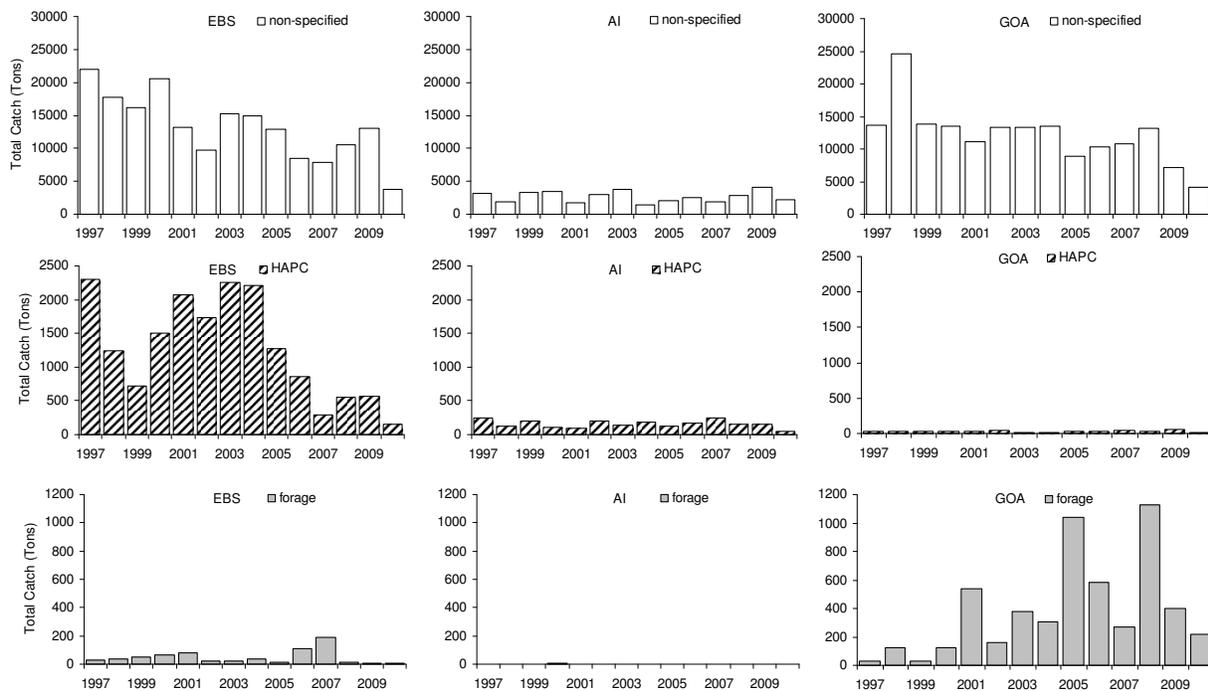 EBS non-specified
Total Catch (Tons)
30000
25000
20000
15000
10000
5000
0
1997 1999 2001 2003 2005 2007 2009
AI non-specified
30000
25000
20000
15000
10000
5000
0
1997 1999 2001 2003 2005 2007 2009
GOA non-specified
30000
25000
20000
15000
10000
5000
0
1997 1999 2001 2003 2005 2007 2009
EBS HAPC
Total Catch (Tons)
2500
2000
1500
1000
500
0
1997 1999 2001 2003 2005 2007 2009
AI HAPC
2500
2000
1500
1000
500
0
1997 1999 2001 2003 2005 2007 2009
GOA HAPC
2500
2000
1500
1000
500
0
1997 1999 2001 2003 2005 2007 2009
EBS forage
Total Catch (Tons)
1200
1000
800
600
400
200
0
1997 1999 2001 2003 2005 2007 2009
AI forage
1200
1000
800
600
400
200
0
1997 1999 2001 2003 2005 2007 2009
GOA forage
1200
1000
800
600
400
200
0
1997 1999 2001 2003 2005 2007 2009